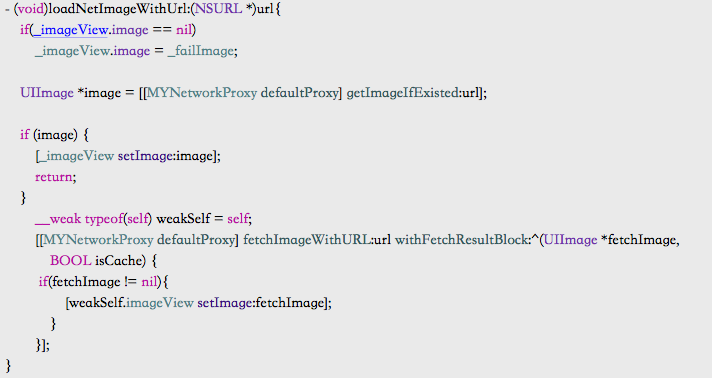 - (void)loadNetImageWithUrl:(NSURL *)url{
if(_imageView.image == nil)
_imageView.image = _failImage;
UIImage *image = [[MYNetworkProxy defaultProxy] getImageIfExisted:url];
if (image) {
[_imageView setImage:image];
return;
}
__weak typeof(self) weakSelf = self;
[[MYNetworkProxy defaultProxy] fetchImageWithURL:url withFetchResultBlock:^(UIImage *fetchImage,
BOOL isCache) {
if(fetchImage != nil){
[weakSelf.imageView setImage:fetchImage];
}
}];
}